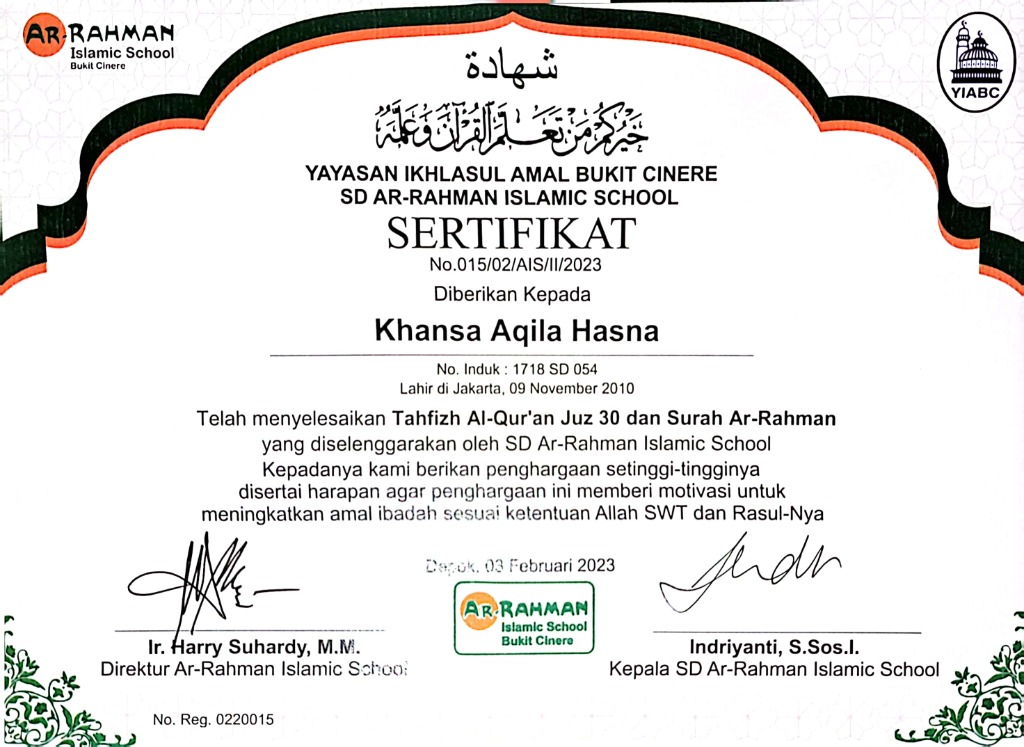 AR-RAHMAN
Islamic School
Bukit Cinere
YIABC
شهادة
خَيْرُكُمْ مَنْ تَعَلَّمَ الْقُرْآنَ وَعَلَّمَهُ
YAYASAN IKHLASUL AMAL BUKIT CINERE
SD AR-RAHMAN ISLAMIC SCHOOL
SERTIFIKAT
No.015/02/AIS/II/2023
Diberikan Kepada
Khansa Aqila Hasna
No. Induk : 1718 SD 054
Lahir di Jakarta, 09 November 2010
Telah menyelesaikan Tahfizh Al-Qur'an Juz 30 dan Surah Ar-Rahman
yang diselenggarakan oleh SD Ar-Rahman Islamic School
Kepadanya kami berikan penghargaan setinggi-tingginya
disertai harapan agar penghargaan ini memberi motivasi untuk
meningkatkan amal ibadah sesuai ketentuan Allah SWT dan Rasul-Nya
Depok, 03 Februari 2023
AR-RAHMAN
Islamic School
Bukit Cinere
Ir. Harry Suhardy, M.M.
Direktur Ar-Rahman Islamic School
Indriyanti, S.Sos.I.
Kepala SD Ar-Rahman Islamic School
No. Reg. 0220015